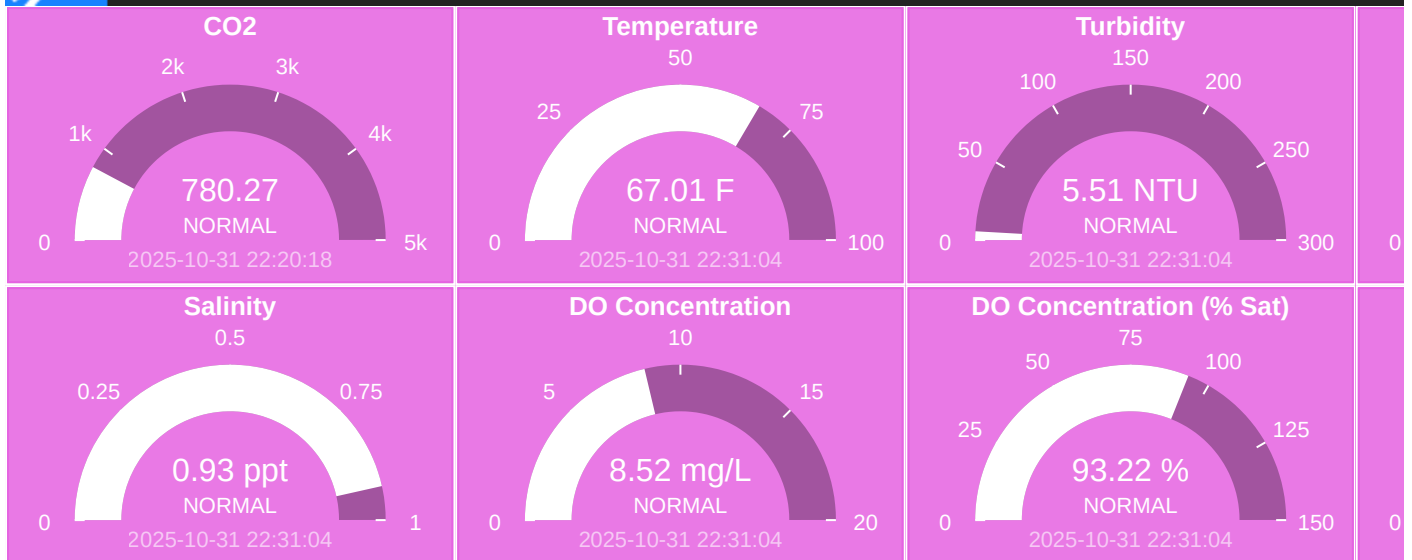 CO2
2k
3k
1k
4k
780.27
NORMAL
0
5k
2025-10-31 22:20:18
Temperature
50
25
75
67.01 F
NORMAL
0
100
2025-10-31 22:31:04
Turbidity
150
100
200
50
250
5.51 NTU
NORMAL
0
300
2025-10-31 22:31:04
0
Salinity
0.5
0.25
0.75
0.93 ppt
NORMAL
0
1
2025-10-31 22:31:04
DO Concentration
10
5
15
8.52 mg/L
NORMAL
0
20
2025-10-31 22:31:04
DO Concentration (% Sat)
75
50
100
25
125
93.22 %
NORMAL
0
150
2025-10-31 22:31:04
0